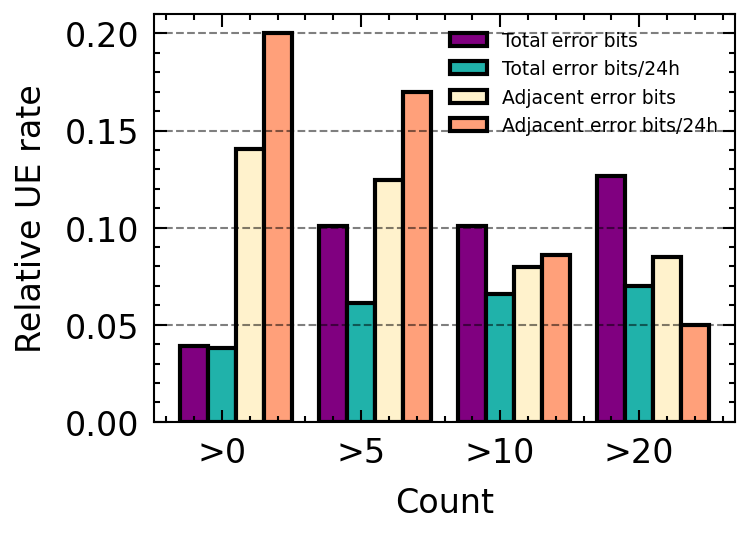 Relative UE rate
0.20
0.15
0.10
0.05
0.00
Total error bits
Total error bits/24h
Adjacent error bits
Adjacent error bits/24h
>0
>5
>10
>20
Count